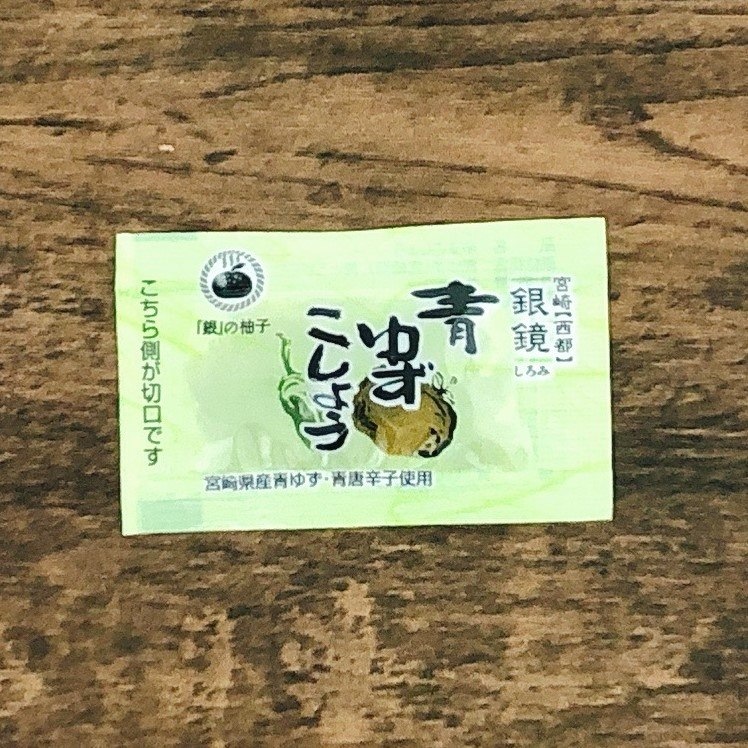 宮崎【西都】
銀鏡
しろみ
青
ゆず
こしょう
「銀」の柚子
こちら側が切口です
宮崎県産青ゆず・青唐辛子使用